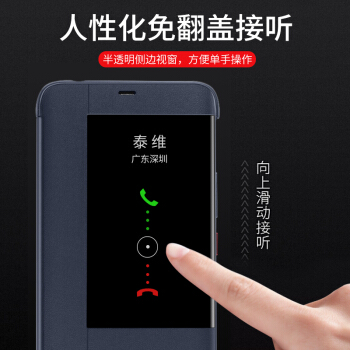 人性化免翻盖接听
半透明侧边视窗，方便单手操作
泰维
广东深圳
向上滑动接听